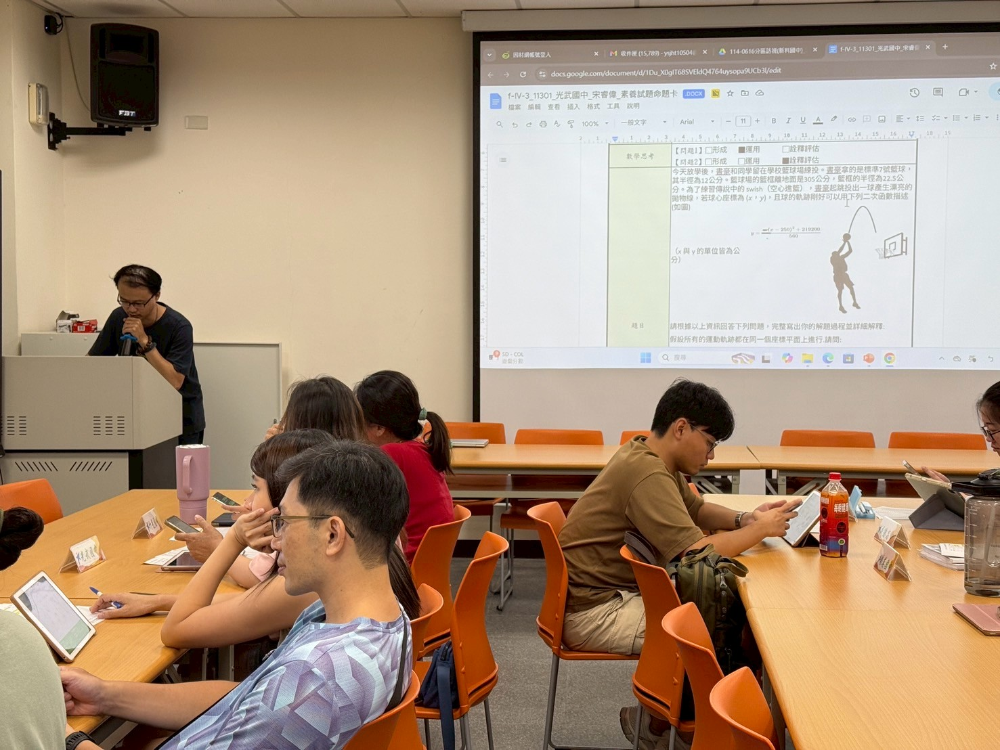 因材網帳號登入
收件匣 (15,789) - ysjht10504@
114-0616分區訪視(新科國中)
f-IV-3_11301_光武國中_宋睿偉
docs.google.com/document/d/1Du_X0gIT68SVEldQ4764uysopa9UCb3l/edit
f-IV-3_11301_光武國中_宋睿偉_素養試題命題卡 .DOCX
檔案 編輯 查看 插入 格式 工具 說明
100% 一般文字 Arial 11
數學思考
【問題1】□形成 ■運用 □詮釋評估
【問題2】□形成 □運用 ■詮釋評估
今天放學後，書豪和同學留在學校籃球場練投。書豪拿的是標準7號籃球，
其半徑為12公分。籃球場的籃框離地面是305公分，籃框的半徑為22.5公
分。為了練習傳說中的 swish（空心進籃），書豪起跳投出一球產生漂亮的
拋物線，若球心座標為 (x，y)，且球的軌跡剛好可以用下列二次函數描述
(如圖)
y = −(x − 250)² + 219200 / 560
（x 與 y 的單位皆為公
分）
題目
請根據以上資訊回答下列問題，完整寫出你的解題過程並詳細解釋:
假設所有的運動軌跡都在同一個座標平面上進行.請問:
SD - COL
遊戲分數
搜尋
每朝健康